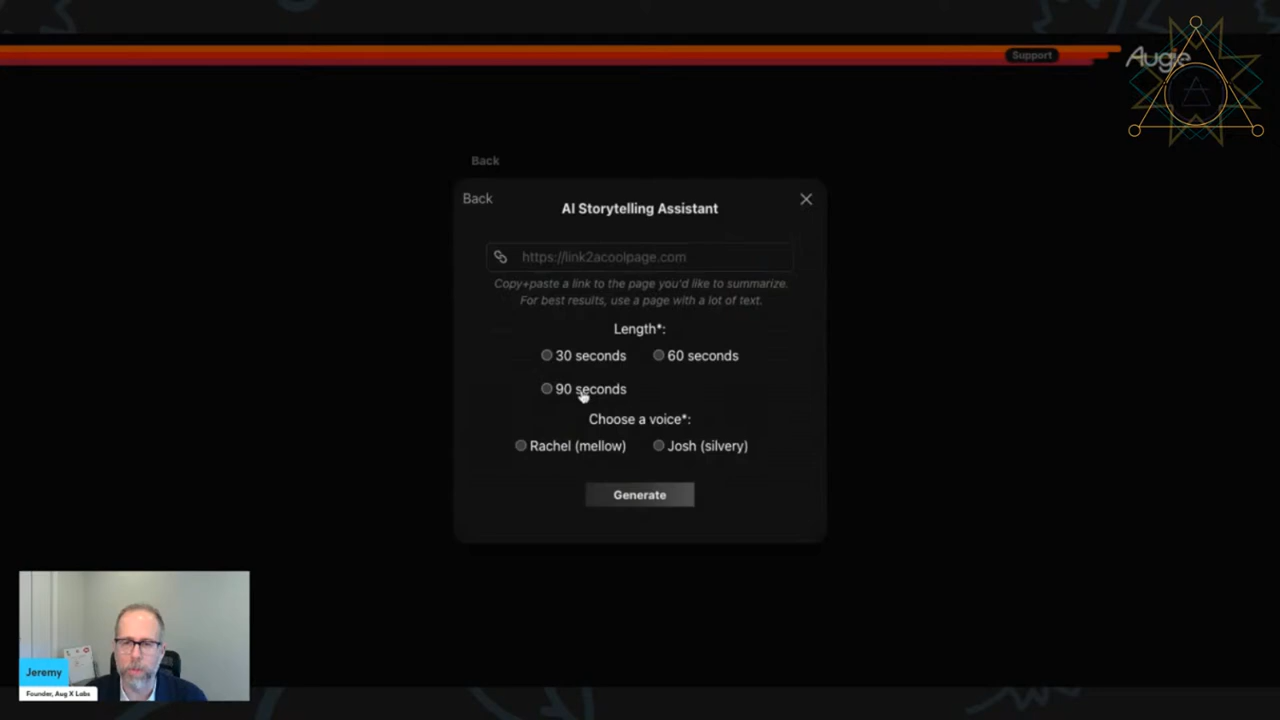 Support
Augie
Back
Back
AI Storytelling Assistant
https://link2acoolpage.com
Copy+paste a link to the page you'd like to summarize.
For best results, use a page with a lot of text.
Length*:
30 seconds 60 seconds
90 seconds
Choose a voice*:
Rachel (mellow) Josh (silvery)
Generate
Jeremy
Founder, Aug X Labs